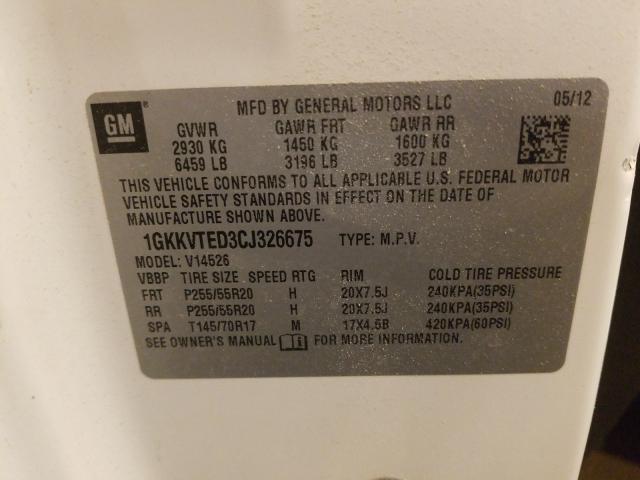 MFD BY GENERAL MOTORS LLC 05/12
GM ®
GVWR GAWR FRT GAWR RR
2930 KG 1450 KG 1600 KG
6459 LB 3196 LB 3527 LB
THIS VEHICLE CONFORMS TO ALL APPLICABLE U.S. FEDERAL MOTOR
VEHICLE SAFETY STANDARDS IN EFFECT ON THE DATE OF
MANUFACTURE SHOWN ABOVE.
1GKKVTED3CJ326675 TYPE: M.P.V.
MODEL: V14526
VBBP TIRE SIZE SPEED RTG RIM COLD TIRE PRESSURE
FRT P255/55R20 H 20X7.5J 240KPA(35PSI)
RR P255/55R20 H 20X7.5J 240KPA(35PSI)
SPA T145/70R17 M 17X4.5B 420KPA(60PSI)
SEE OWNER'S MANUAL FOR MORE INFORMATION.